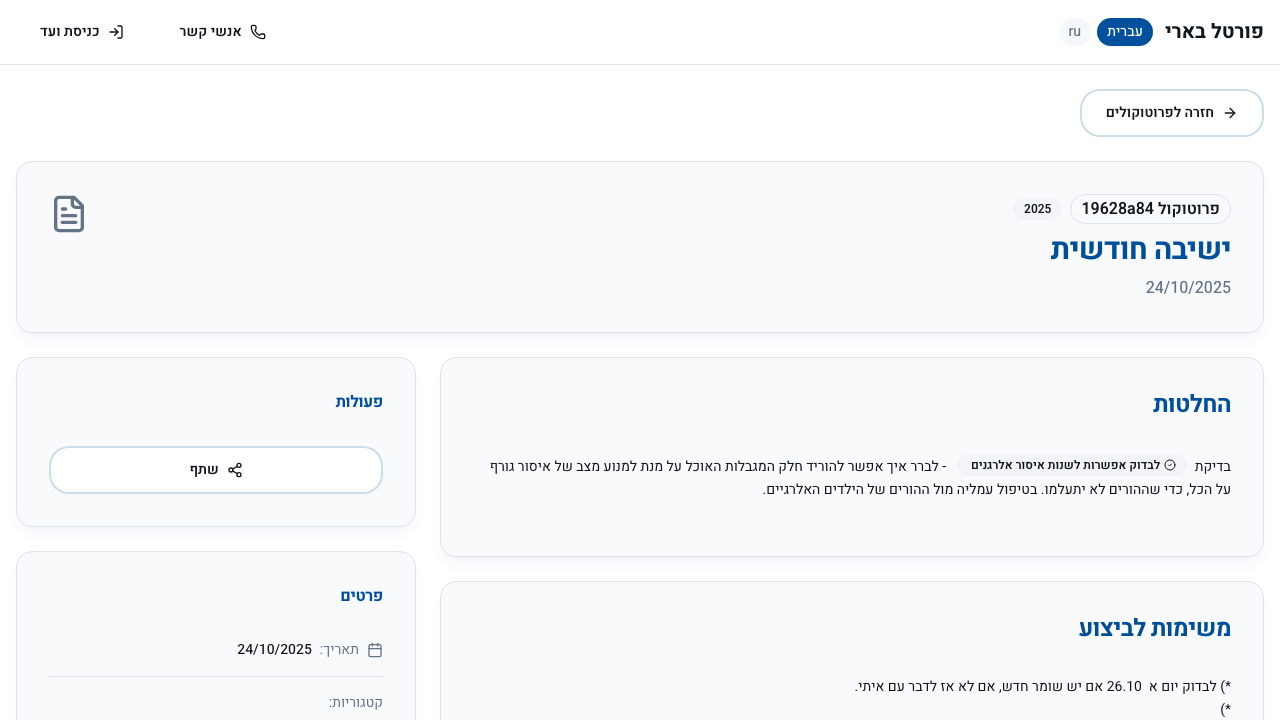 פורטל בארי
עברית
ru
אנשי קשר
כניסת ועד
חזרה לפרוטוקולים
פרוטוקול 19628a84
2025
ישיבה חודשית
24/10/2025
החלטות
בדיקת לבדוק אפשרות לשנות איסור אלרגנים - לברר איך אפשר להוריד חלק המגבלות האוכל על מנת למנוע מצב של איסור גורף
על הכל, כדי שההורים לא יתעלמו. בטיפול עמליה מול ההורים של הילדים האלרגיים.
משימות לביצוע
*) לבדוק יום א 26.10 אם יש שומר חדש, אם לא אז לדבר עם איתי.
*)
פעולות
שתף
פרטים
תאריך: 24/10/2025
קטגוריות: